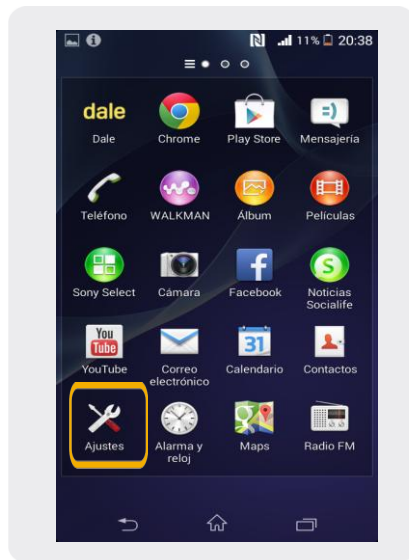 11% 20:38
dale
Dale Chrome Play Store Mensajería
Teléfono WALKMAN Álbum Películas
Sony Select Cámara Facebook Noticias
Socialife
You
Tube
31
YouTube Correo Calendario Contactos
electrónico
Ajustes Alarma y Maps Radio FM
reloj